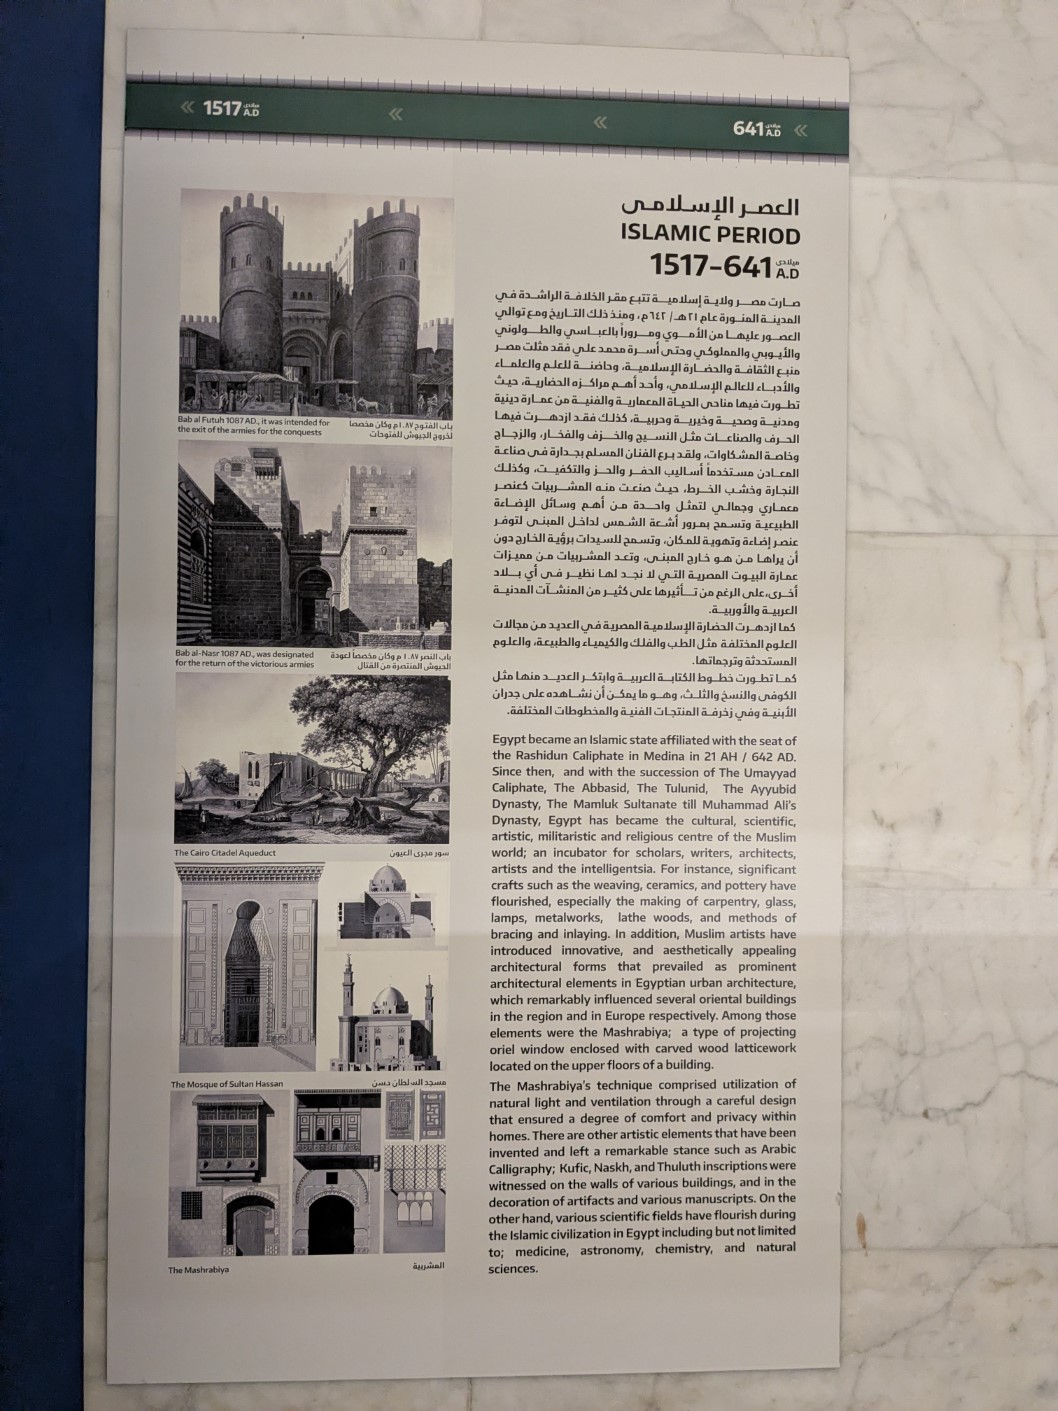 1517 ميلادى A.D
641 ميلادى A.D
العصر الإسلامى
ISLAMIC PERIOD
1517-641 ميلادى A.D
صارت مصر ولاية إسلامية تتبع مقر الخلافة الراشدة في
المدينة المنورة عام ٢١هـ/ ٦٤٢م، ومنذ ذلك التاريخ ومع توالي
العصور عليها من الأموي ومروراً بالعباسي والطولوني
والأيوبي والمملوكي وحتى أسرة محمد علي فقد مثلت مصر
منبع الثقافة والحضارة الإسلامية، وحاضنة للعلم والعلماء
والأدباء للعالم الإسلامي، وأحد أهم مراكزه الحضارية، حيث
تطورت فيها مناحى الحياة المعمارية والفنية من عمارة دينية
ومدنية وصحية وخيرية وحربية، كذلك فقد ازدهرت فيها
الحرف والصناعات مثل النسيج والخزف والفخار، والزجاج
وخاصة المشكاوات، ولقد برع الفنان المسلم بجدارة فى صناعة
المعادن مستخدماً أساليب الحفر والحز والتكفيت، وكذلك
النجارة وخشب الخرط، حيث صنعت منه المشربيات كعنصر
معماري وجمالي لتمثل واحدة من أهم وسائل الإضاءة
الطبيعية وتسمح بمرور أشعة الشمس لداخل المبنى لتوفر
عنصر إضاءة وتهوية للمكان، وتسمح للسيدات برؤية الخارج دون
أن يراها من هو خارج المبنى، وتعد المشربيات من مميزات
عمارة البيوت المصرية التي لا نجد لها نظير فى أي بلاد
أخرى،على الرغم من تأثيرها على كثير من المنشآت المدنية
العربية والأوربية.
كما ازدهرت الحضارة الإسلامية المصرية في العديد من مجالات
العلوم المختلفة مثل الطب والفلك والكيمياء والطبيعة، والعلوم
المستحدثة وترجماتها.
كما تطورت خطوط الكتابة العربية وابتكر العديد منها مثل
الكوفى والنسخ والثلث، وهو ما يمكن أن نشاهده على جدران
الأبنية وفي زخرفة المنتجات الفنية والمخطوطات المختلفة.
Egypt became an Islamic state affiliated with the seat of
the Rashidun Caliphate in Medina in 21 AH / 642 AD.
Since then, and with the succession of The Umayyad
Caliphate, The Abbasid, The Tulunid, The Ayyubid
Dynasty, The Mamluk Sultanate till Muhammad Ali's
Dynasty, Egypt has became the cultural, scientific,
artistic, militaristic and religious centre of the Muslim
world; an incubator for scholars, writers, architects,
artists and the intelligentsia. For instance, significant
crafts such as the weaving, ceramics, and pottery have
flourished, especially the making of carpentry, glass,
lamps, metalworks, lathe woods, and methods of
bracing and inlaying. In addition, Muslim artists have
introduced innovative, and aesthetically appealing
architectural forms that prevailed as prominent
architectural elements in Egyptian urban architecture,
which remarkably influenced several oriental buildings
in the region and in Europe respectively. Among those
elements were the Mashrabiya; a type of projecting
oriel window enclosed with carved wood latticework
located on the upper floors of a building.
The Mashrabiya's technique comprised utilization of
natural light and ventilation through a careful design
that ensured a degree of comfort and privacy within
homes. There are other artistic elements that have been
invented and left a remarkable stance such as Arabic
Calligraphy; Kufic, Naskh, and Thuluth inscriptions were
witnessed on the walls of various buildings, and in the
decoration of artifacts and various manuscripts. On the
other hand, various scientific fields have flourish during
the Islamic civilization in Egypt including but not limited
to; medicine, astronomy, chemistry, and natural
sciences.
Bab al Futuh 1087 AD., it was intended for
the exit of the armies for the conquests
باب الفتوح ١٠٨٧م وكان مخصصاً
لخروج الجيوش للفتوحات
Bab al-Nasr 1087 AD., was designated
for the return of the victorious armies
باب النصر ١٠٨٧م وكان مخصصاً لعودة
الجيوش المنتصرة من القتال
The Cairo Citadel Aqueduct
سور مجرى العيون
The Mosque of Sultan Hassan
مسجد السلطان حسن
The Mashrabiya
المشربية